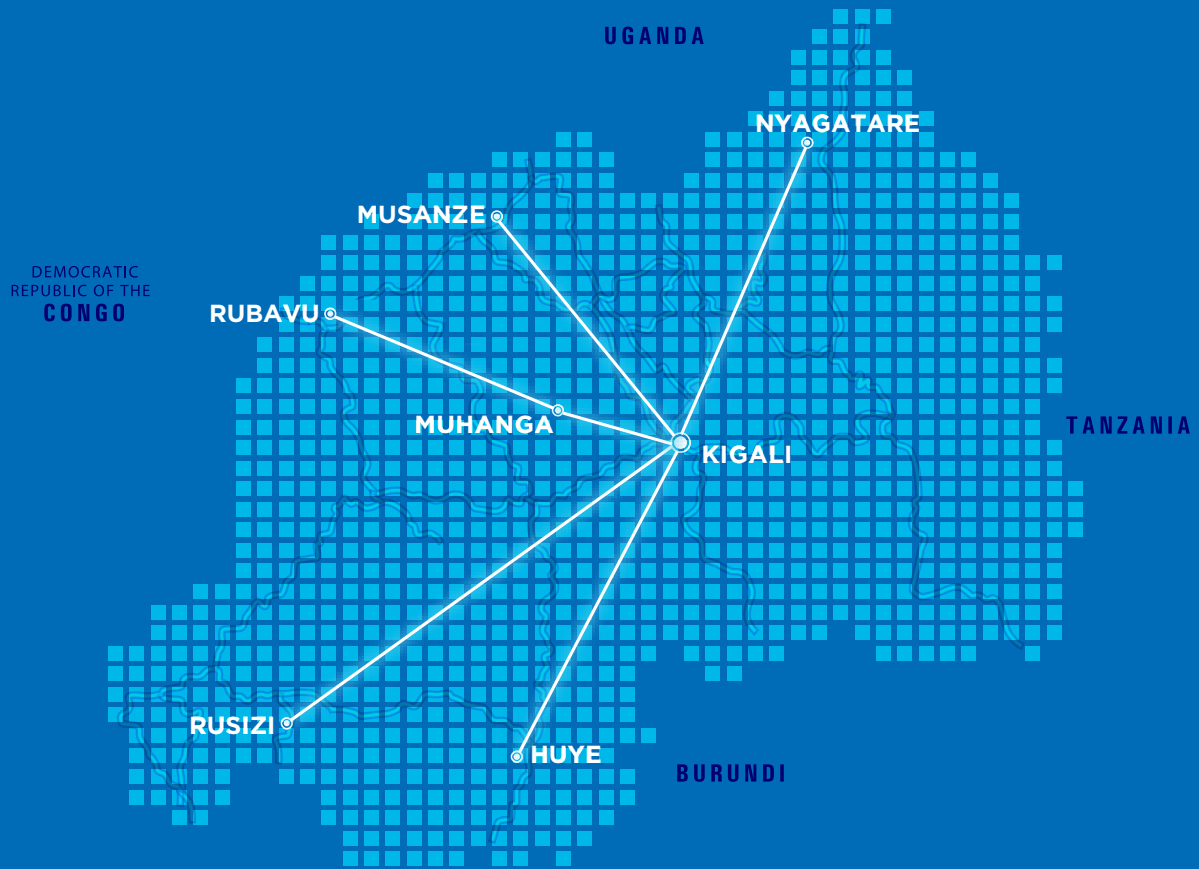 UGANDA
NYAGATARE
MUSANZE
DEMOCRATIC
REPUBLIC OF THE
CONGO
RUBAVU
MUHANGA
TANZANIA
KIGALI
RUSIZI
HUYE
BURUNDI